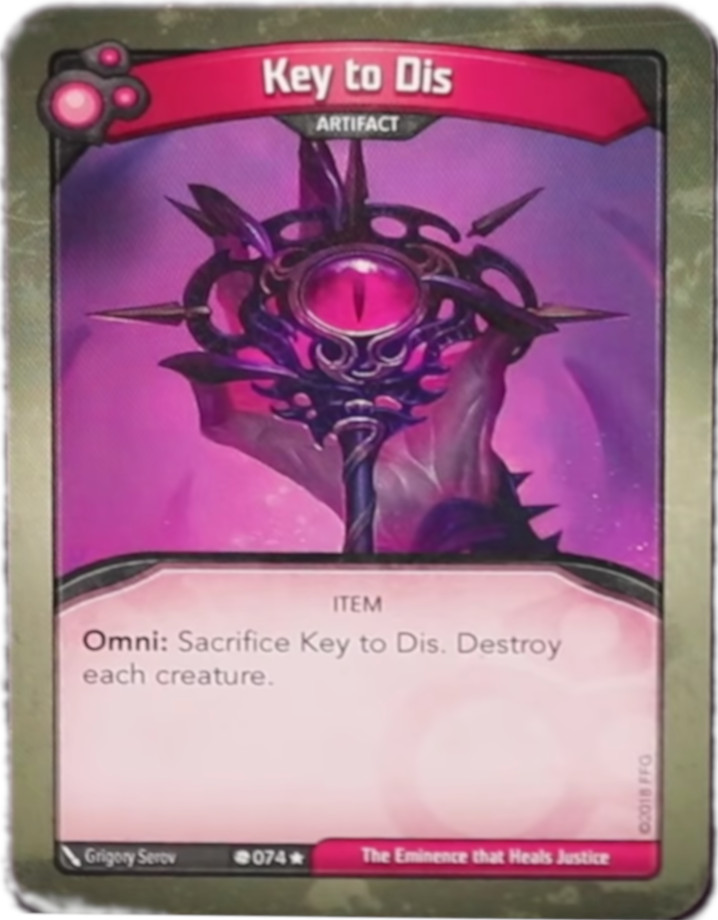 Key to Dis
ARTIFACT
ITEM
Omni: Sacrifice Key to Dis. Destroy
each creature.
©2018 FFG
Grigory Serov
074
The Eminence that Heals Justice